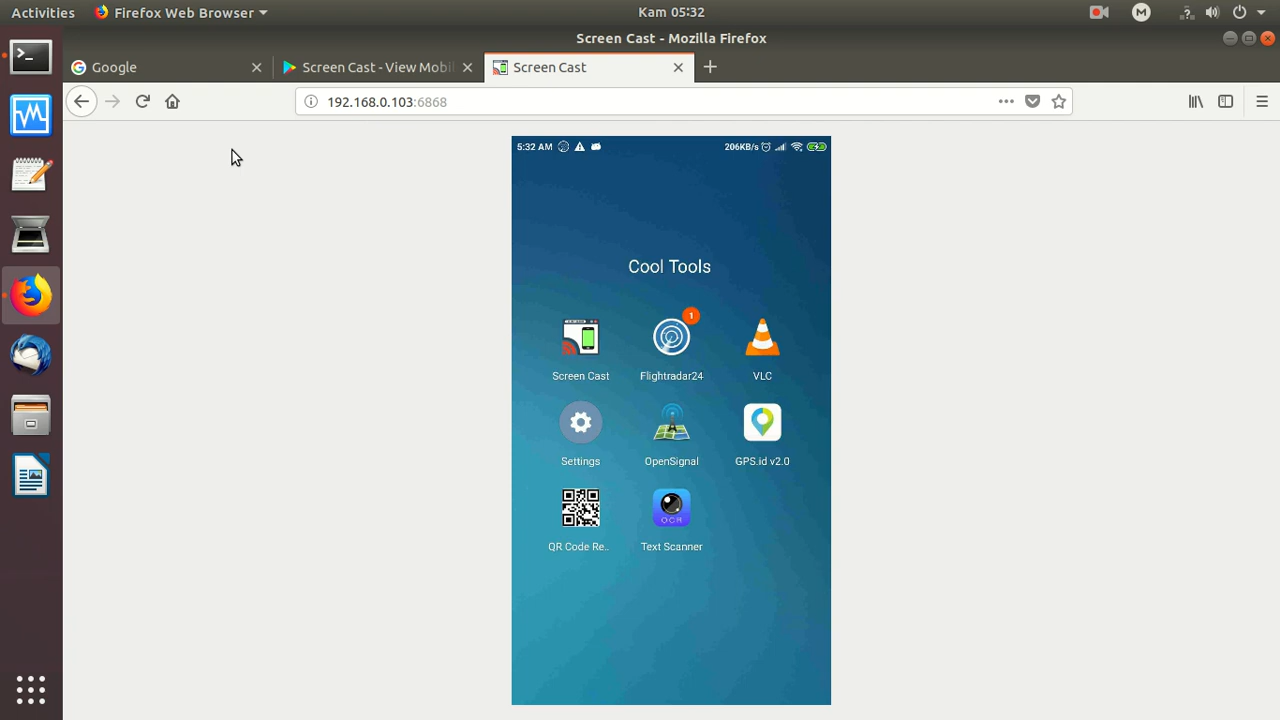 Activities Firefox Web Browser Kam 05:32 M
Screen Cast - Mozilla Firefox
Google Screen Cast - View Mobil Screen Cast
192.168.0.103:6868
5:32 AM 206KB/s
Cool Tools
1
Screen Cast Flightradar24 VLC
Settings OpenSignal GPS.id v2.0
OCR
QR Code Re.. Text Scanner